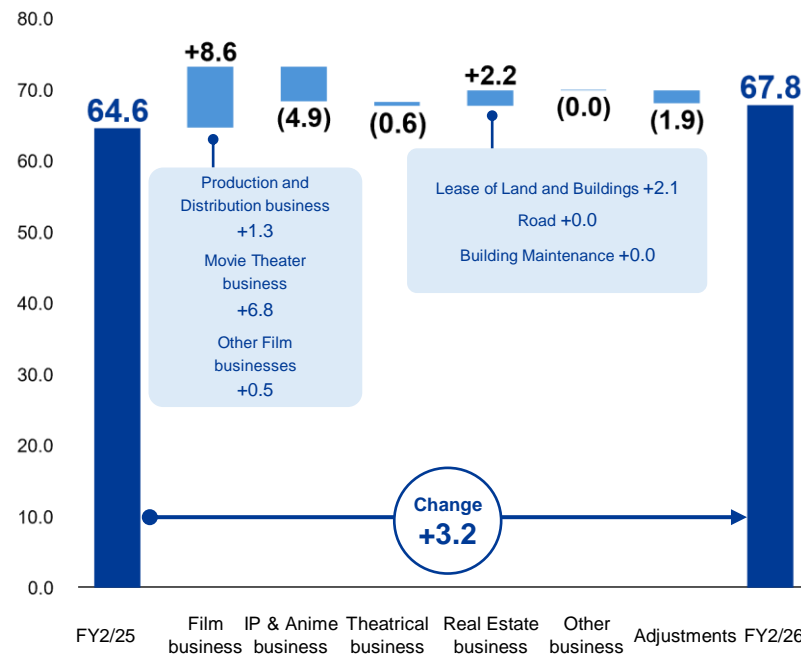 80.0
70.0
60.0
50.0
40.0
30.0
20.0
10.0
0.0
64.6
+8.6
(4.9)
(0.6)
+2.2
(0.0)
(1.9)
67.8
Production and
Distribution business
+1.3
Movie Theater
business
+6.8
Other Film
businesses
+0.5
Lease of Land and Buildings +2.1
Road +0.0
Building Maintenance +0.0
Change
+3.2
FY2/25
Film
business
IP & Anime
business
Theatrical
business
Real Estate
business
Other
business
Adjustments
FY2/26